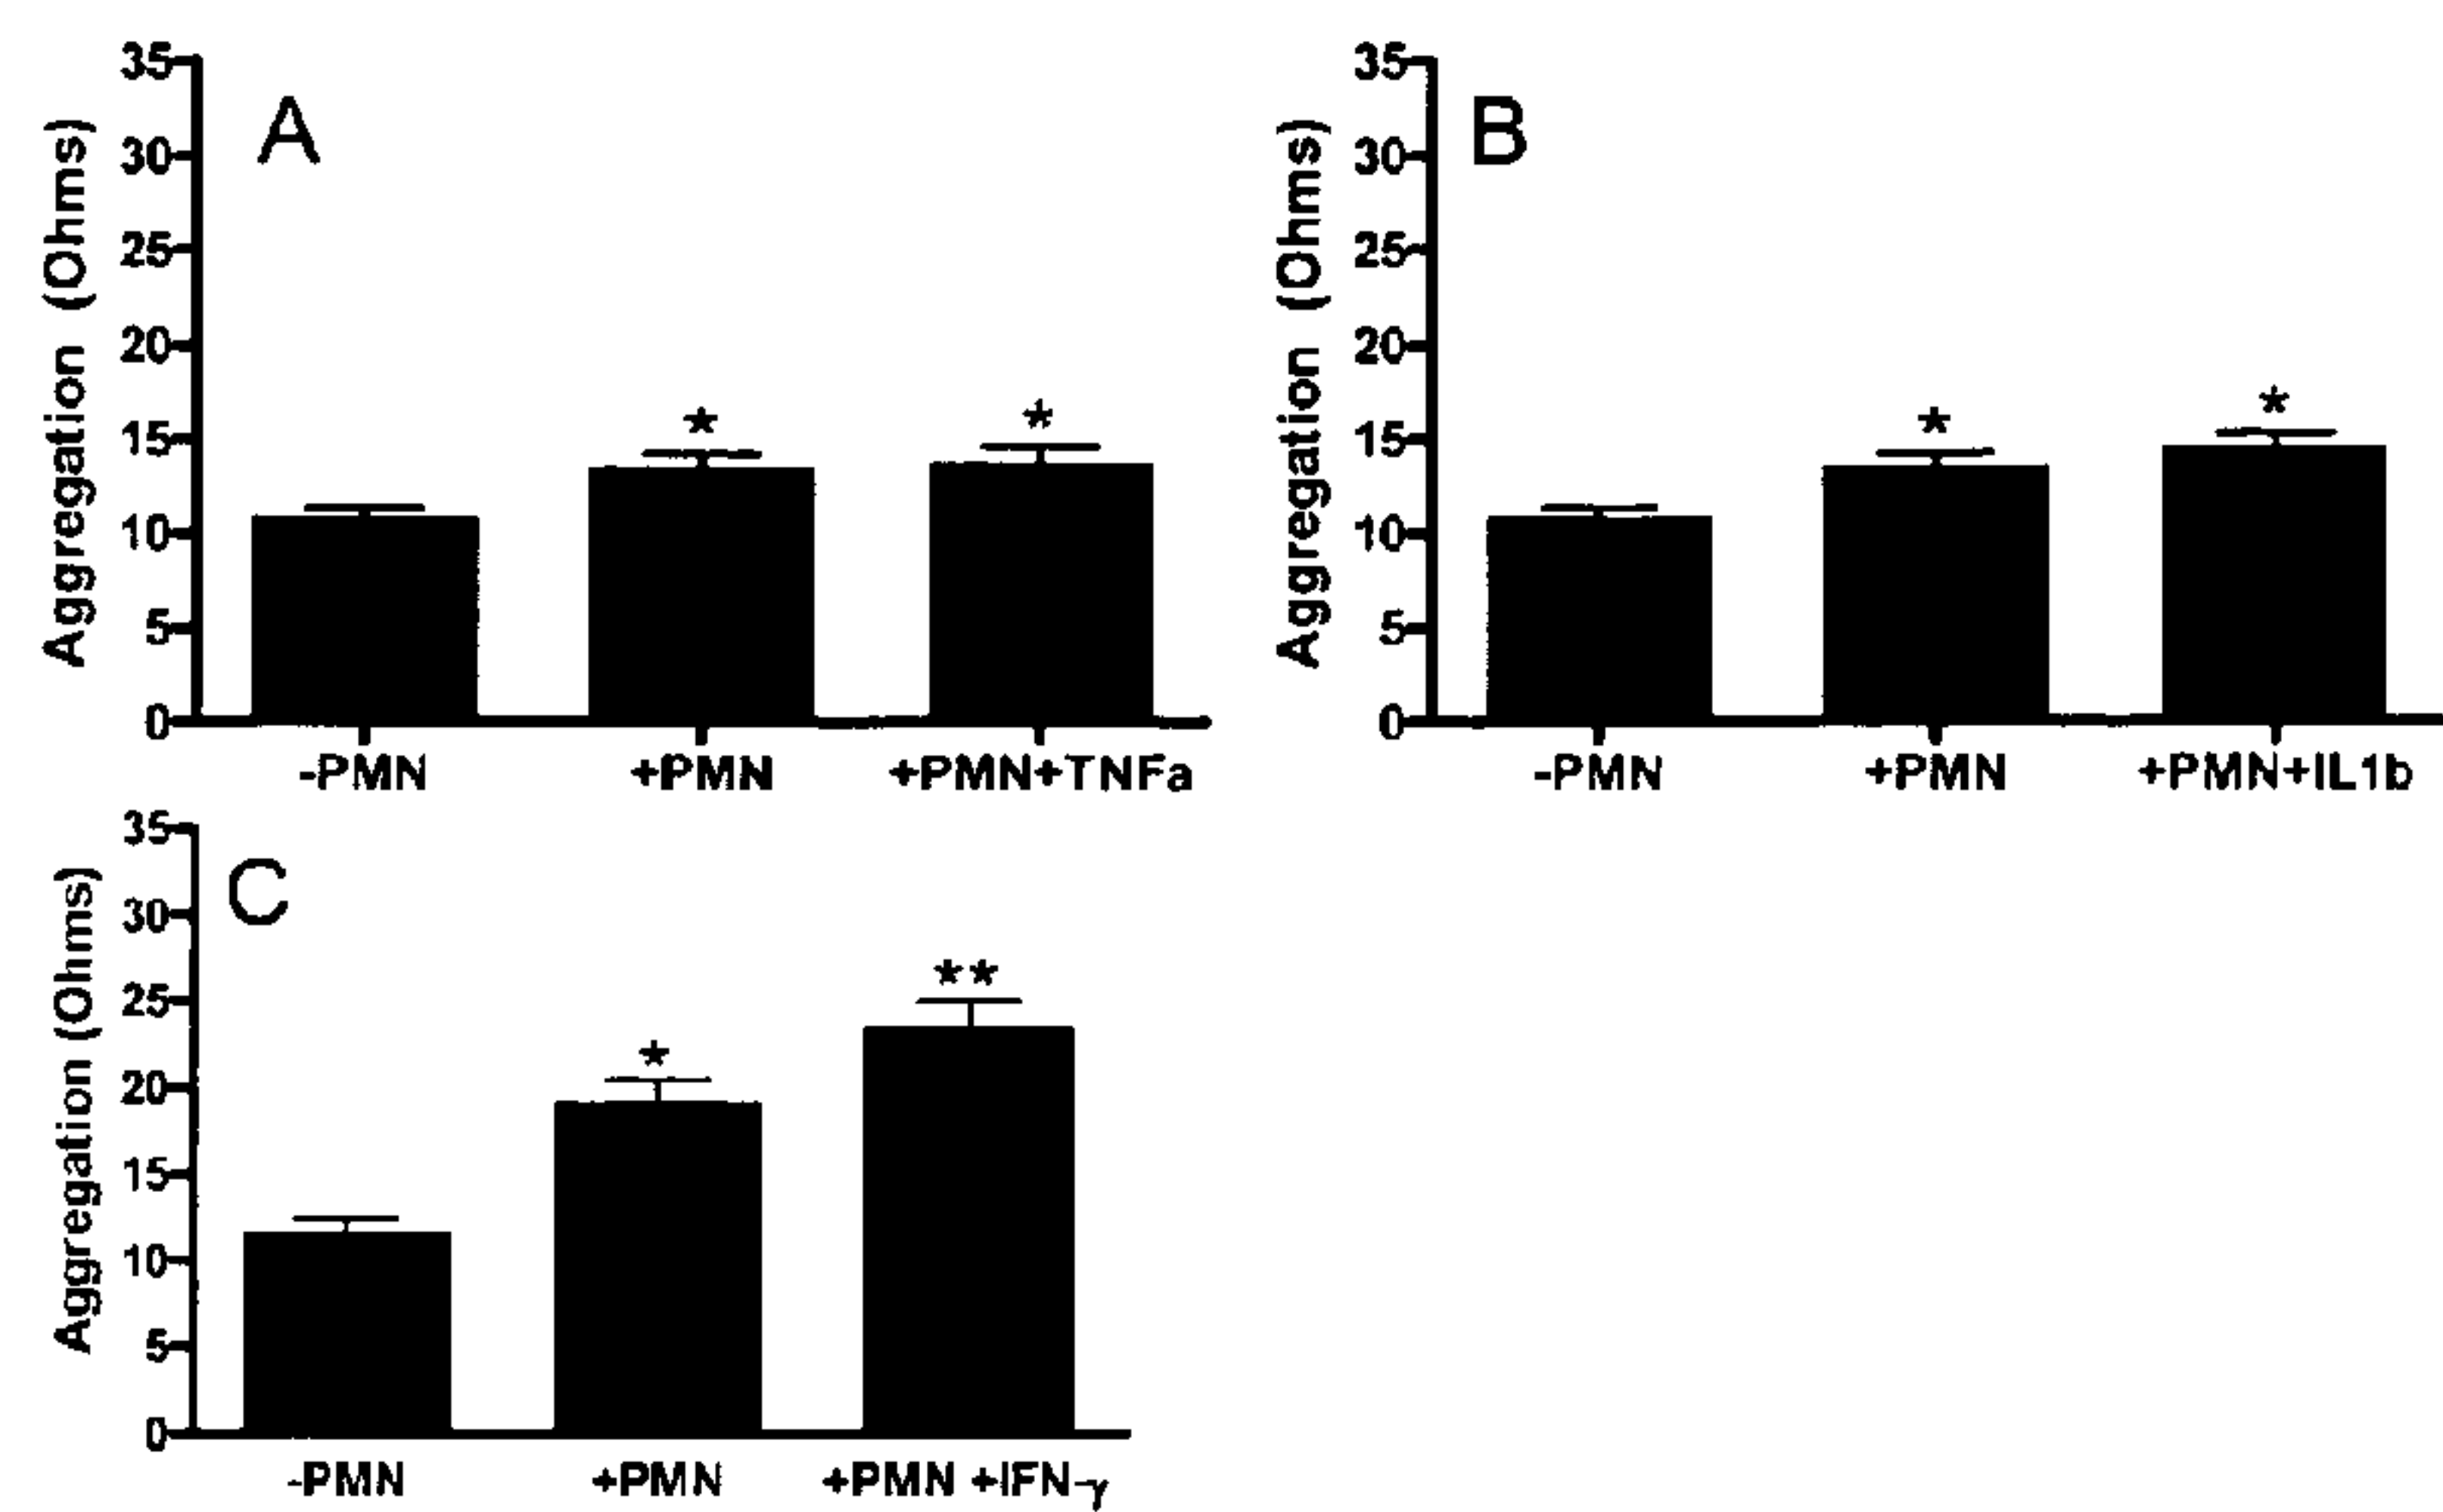 A
Aggregation (Ohms)
35
30
25
20
15
10
5
0
*
*
-PMN
+PMN
+PMN+TNFa
B
Aggregation (Ohms)
35
30
25
20
15
10
5
0
*
*
-PMN
+PMN
+PMN+IL1b
C
Aggregation (Ohms)
35
30
25
20
15
10
5
0
*
**
-PMN
+PMN
+PMN +IFN-γ